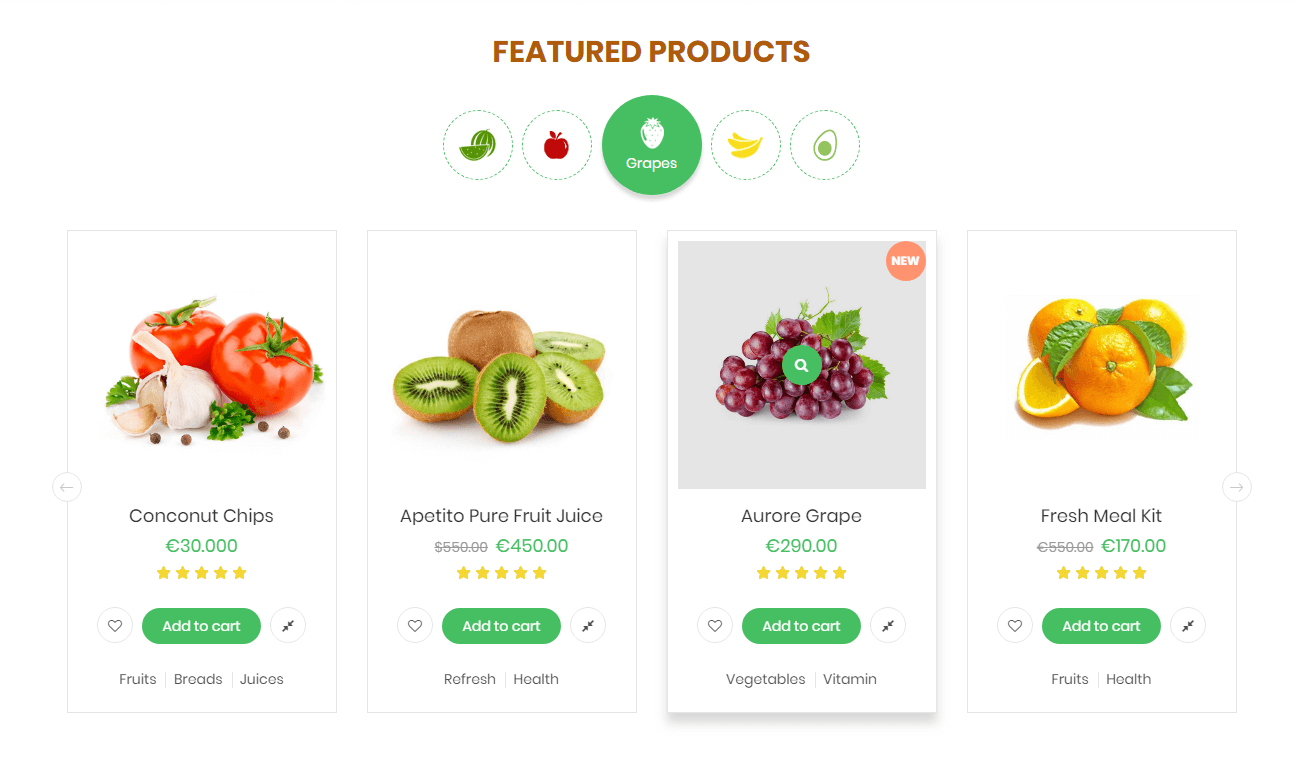 FEATURED PRODUCTS
Grapes
NEW
Conconut Chips
€30.000
Fruits Breads Juices
Add to cart
Apetito Pure Fruit Juice
$550.00 €450.00
Add to cart
Refresh Health
Aurore Grape
€290.00
Add to cart
Vegetables Vitamin
Fresh Meal Kit
€550.00 €170.00
Add to cart
Fruits Health